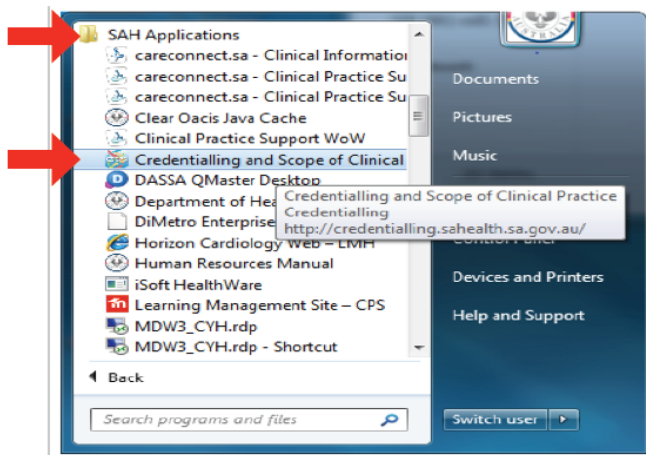 SAH Applications
careconnect.sa - Clinical Information
careconnect.sa - Clinical Practice Su
careconnect.sa - Clinical Practice Su
Clear Oacis Java Cache
Clinical Practice Support WoW
Credentialling and Scope of Clinical
DASSA QMaster Desktop
Department of Hea
DiMetro Enterprise
Horizon Cardiology Web – LMH
Human Resources Manual
iSoft HealthWare
Learning Management Site – CPS
MDW3_CYH.rdp
MDW3_CYH.rdp - Shortcut
Back
Search programs and files
Credentialling and Scope of Clinical Practice
Credentialling
http://credentialling.sahealth.sa.gov.au/
Documents
Pictures
Music
Control Panel
Devices and Printers
Help and Support
Switch user